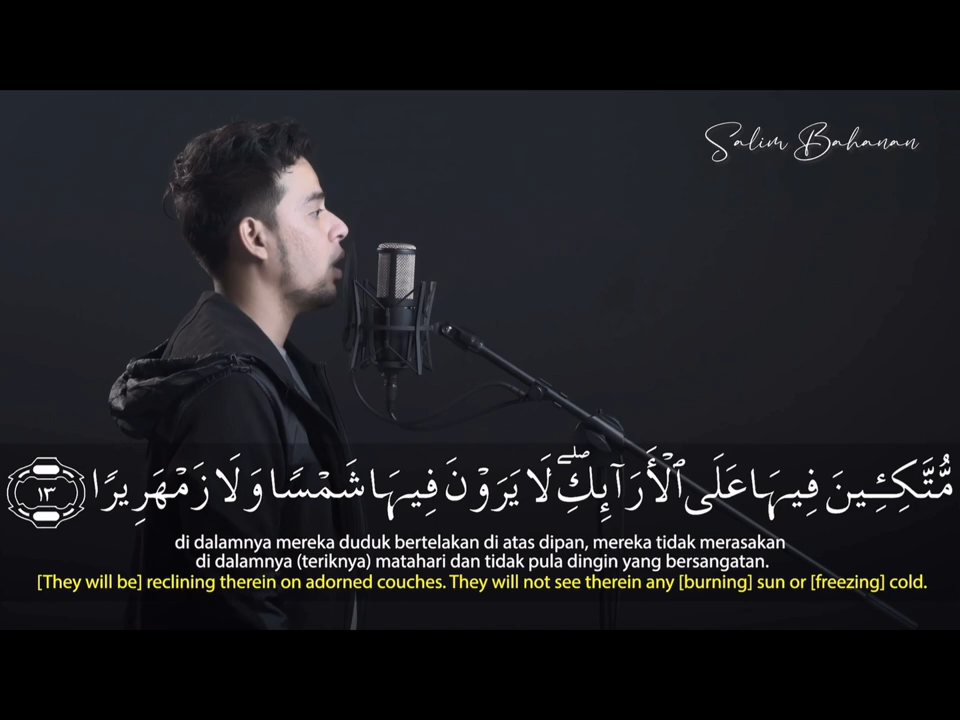 Salim Bahanan
مُّتَّكِـِٔينَ فِيهَا عَلَى ٱلْأَرَآئِكِ ۖ لَا يَرَوْنَ فِيهَا شَمْسًا وَلَا زَمْهَرِيرًا ١٣
di dalamnya mereka duduk bertelakan di atas dipan, mereka tidak merasakan
di dalamnya (teriknya) matahari dan tidak pula dingin yang bersangatan.
[They will be] reclining therein on adorned couches. They will not see therein any [burning] sun or [freezing] cold.